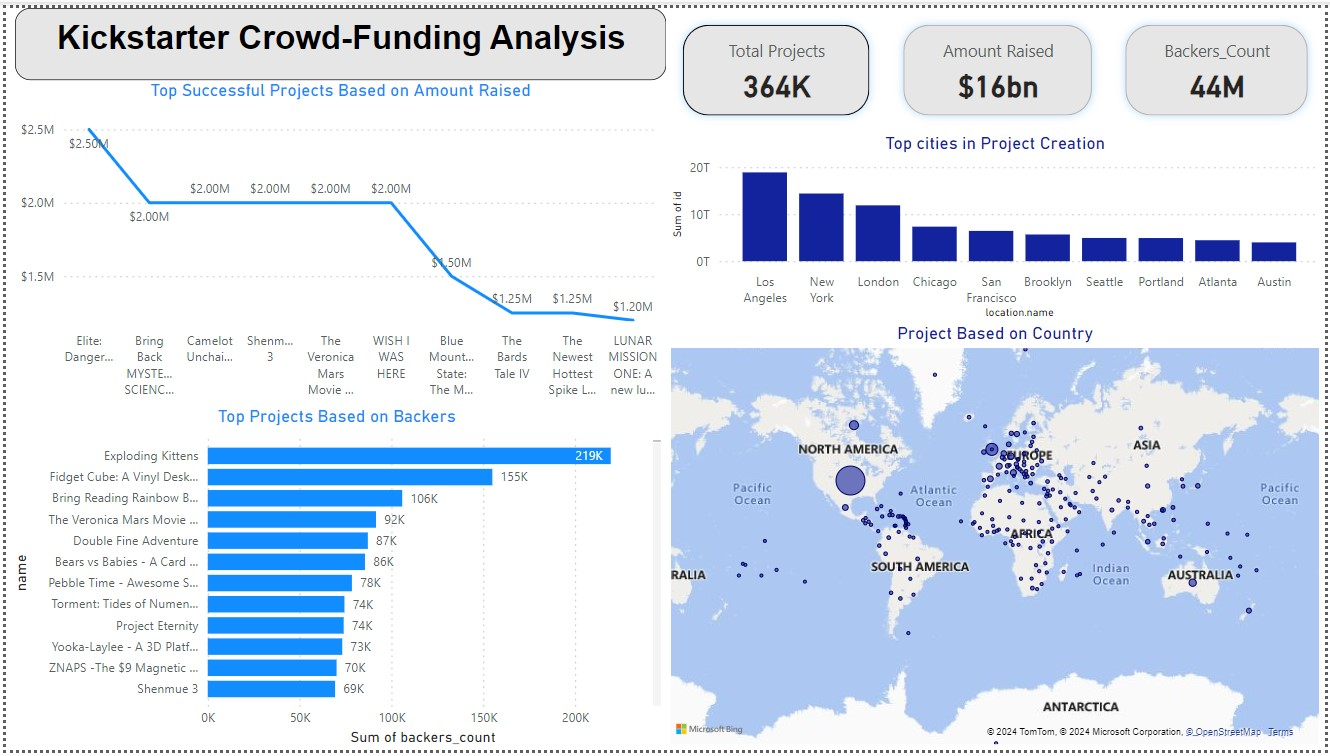 Kickstarter Crowd-Funding Analysis
Total Projects
364K
Amount Raised
$16bn
Backers_Count
44M
Top Successful Projects Based on Amount Raised
$2.5M
$2.0M
$1.5M
$2.50M
$2.00M
$2.00M
$2.00M
$2.00M
$2.00M
$1.50M
$1.25M
$1.25M
$1.20M
Elite:
Danger...
Bring
Back
MYSTE...
SCIENC...
Camelot
Unchai...
Shenm...
3
The
Veronica
Mars
Movie ...
WISH I
WAS
HERE
Blue
Mount...
State:
The M...
The
Bards
Tale IV
The
Newest
Hottest
Spike L...
LUNAR
MISSION
ONE: A
new lu...
Top cities in Project Creation
Sum of id
20T
10T
0T
Los
Angeles
New
York
London
Chicago
San
Francisco
Brooklyn
Seattle
Portland
Atlanta
Austin
location.name
Top Projects Based on Backers
name
Exploding Kittens
219K
Fidget Cube: A Vinyl Desk...
155K
Bring Reading Rainbow B...
106K
The Veronica Mars Movie ...
92K
Double Fine Adventure
87K
Bears vs Babies - A Card ...
86K
Pebble Time - Awesome S...
78K
Torment: Tides of Numen...
74K
Project Eternity
74K
Yooka-Laylee - A 3D Platf...
73K
ZNAPS -The $9 Magnetic ...
70K
Shenmue 3
69K
0K
50K
100K
150K
200K
Sum of backers_count
Project Based on Country
NORTH AMERICA
EUROPE
ASIA
Pacific
Ocean
Atlantic
Ocean
Pacific
Ocean
AFRICA
SOUTH AMERICA
Indian
Ocean
RALIA
AUSTRALIA
ANTARCTICA
Microsoft Bing
© 2024 TomTom, © 2024 Microsoft Corporation, © OpenStreetMap Terms